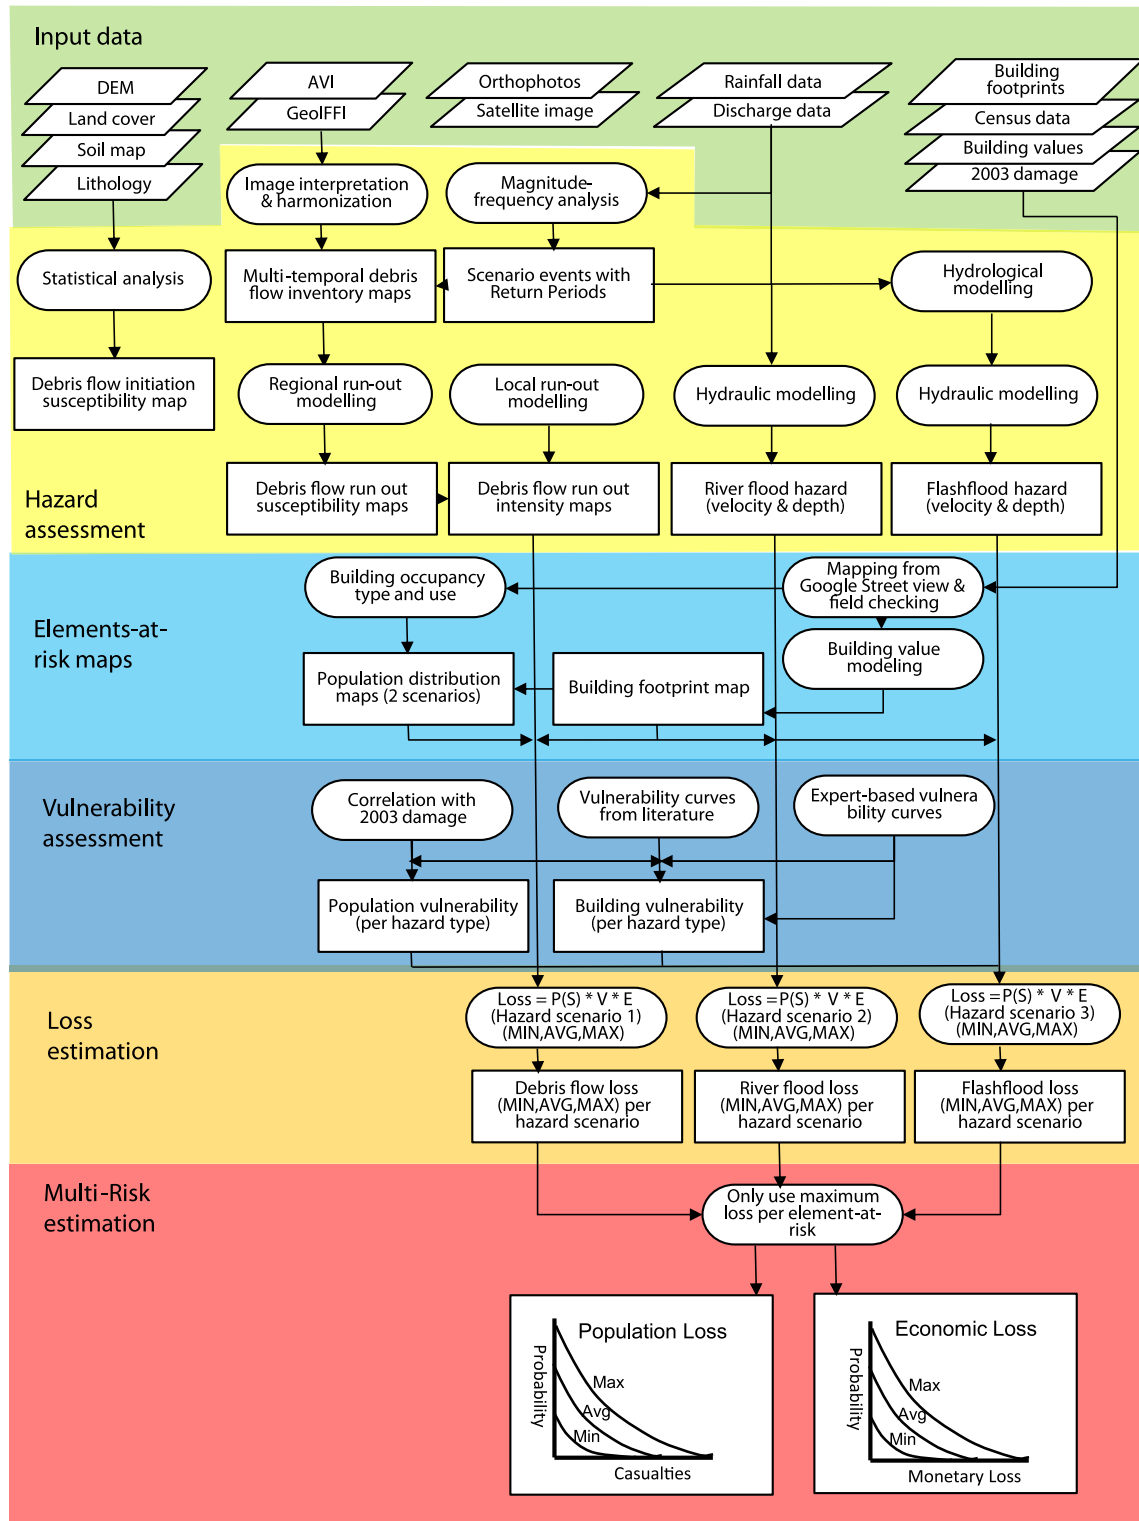 Input data
DEM
Land cover
Soil map
Lithology
AVI
GeoIFFI
Orthophotos
Satellite image
Rainfall data
Discharge data
Building
footprints
Census data
Building values
2003 damage
Image interpretation
& harmonization
Magnitude-
frequency analysis
Statistical analysis
Multi-temporal debris
flow inventory maps
Scenario events with
Return Periods
Hydrological
modelling
Debris flow initiation
susceptibility map
Regional run-out
modelling
Local run-out
modelling
Hydraulic modelling
Hydraulic modelling
Hazard
assessment
Debris flow run out
susceptibility maps
Debris flow run out
intensity maps
River flood hazard
(velocity & depth)
Flashflood hazard
(velocity & depth)
Elements-at-
risk maps
Building occupancy
type and use
Mapping from
Google Street view &
field checking
Building value
modeling
Population distribution
maps (2 scenarios)
Building footprint map
Vulnerability
assessment
Correlation with
2003 damage
Vulnerability curves
from literature
Expert-based vulnera
bility curves
Population vulnerability
(per hazard type)
Building vulnerability
(per hazard type)
Loss
estimation
Loss = P(S) * V * E
(Hazard scenario 1)
(MIN,AVG,MAX)
Loss =P(S) * V * E
(Hazard scenario 2)
(MIN,AVG,MAX)
Loss =P(S) * V * E
(Hazard scenario 3)
(MIN,AVG,MAX)
Debris flow loss
(MIN,AVG,MAX) per
hazard scenario
River flood loss
(MIN,AVG,MAX) per
hazard scenario
Flashflood loss
(MIN,AVG,MAX) per
hazard scenario
Multi-Risk
estimation
Only use maximum
loss per element-at-
risk
Population Loss
Probability
Max
Avg
Min
Casualties
Economic Loss
Probability
Max
Avg
Min
Monetary Loss